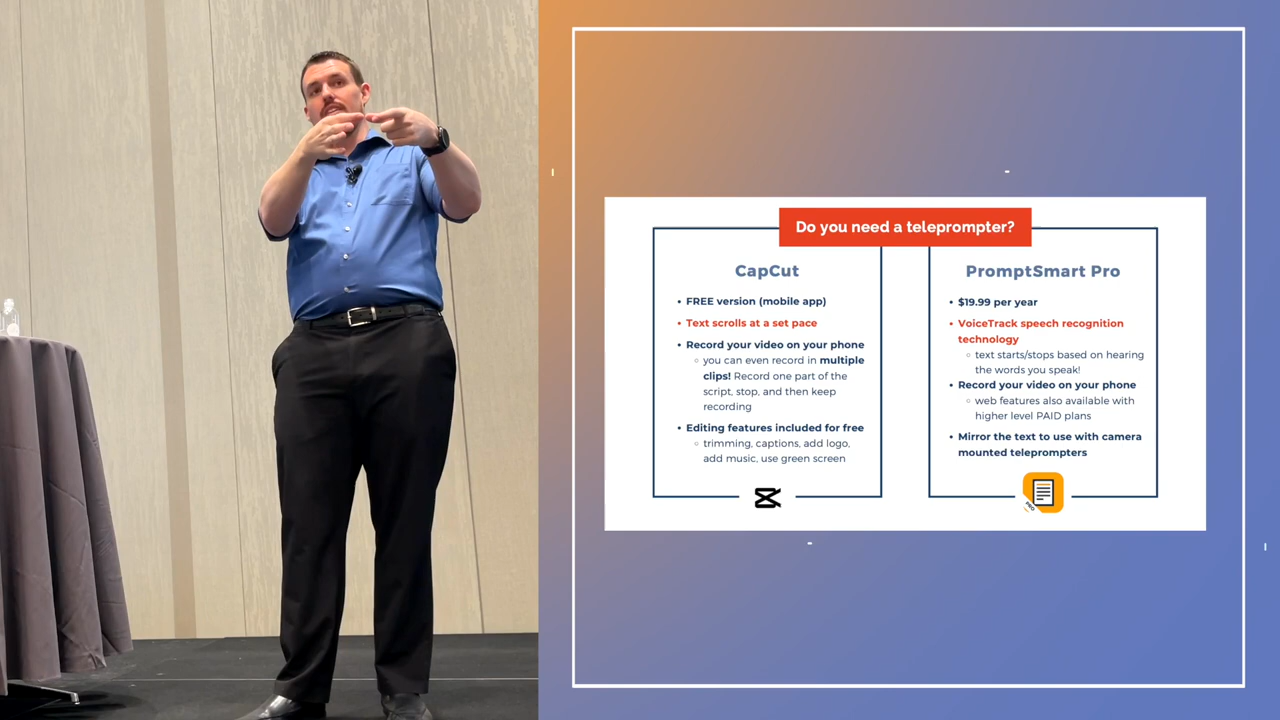 Do you need a teleprompter?
CapCut
• FREE version (mobile app)
• Text scrolls at a set pace
• Record your video on your phone
◦ you can even record in multiple
clips! Record one part of the
script, stop, and then keep
recording
• Editing features included for free
◦ trimming, captions, add logo,
add music, use green screen
PromptSmart Pro
• $19.99 per year
• VoiceTrack speech recognition
technology
◦ text starts/stops based on hearing
the words you speak!
• Record your video on your phone
◦ web features also available with
higher level PAID plans
• Mirror the text to use with camera
mounted teleprompters
PRO